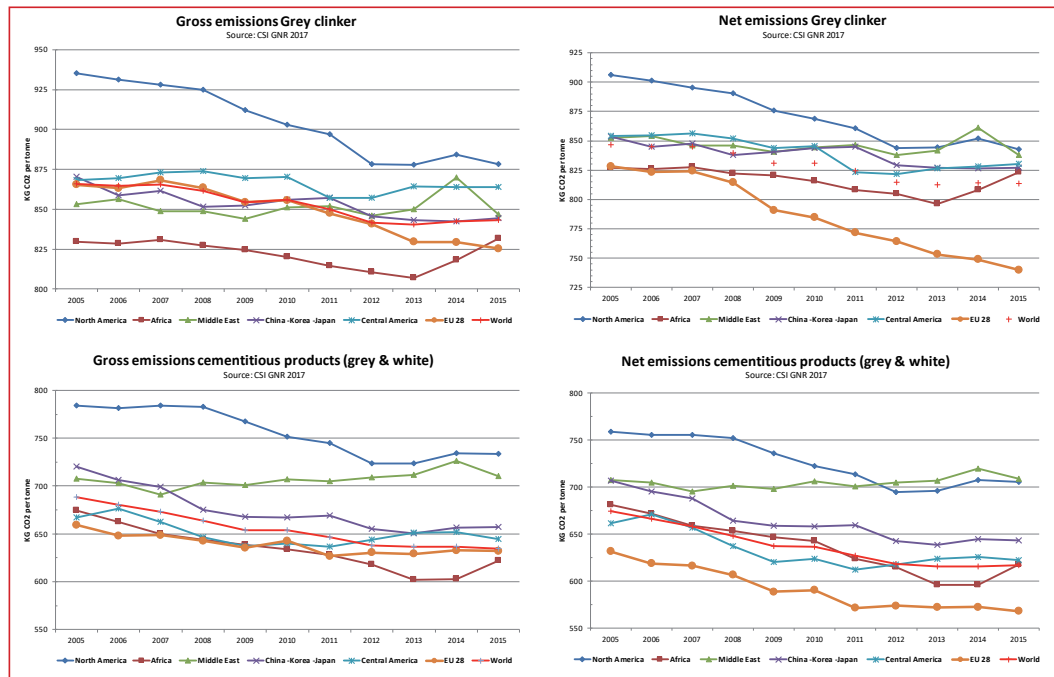 Gross emissions Grey clinker
Source: CSI GNR 2017
KG CO2 per tonne
950
925
900
875
850
825
800
2005 2006 2007 2008 2009 2010 2011 2012 2013 2014 2015
North America Africa Middle East China -Korea -Japan Central America EU 28 World
Net emissions Grey clinker
Source: CSI GNR 2017
KG CO2 per tonne
925
900
875
850
825
800
775
750
725
2005 2006 2007 2008 2009 2010 2011 2012 2013 2014 2015
North America Africa Middle East China -Korea -Japan Central America EU 28 World
Gross emissions cementitious products (grey & white)
Source: CSI GNR 2017
KG CO2 per tonne
800
750
700
650
600
550
2005 2006 2007 2008 2009 2010 2011 2012 2013 2014 2015
North America Africa Middle East China -Korea -Japan Central America EU 28 World
Net emissions cementitious products (grey & white)
Source: CSI GNR 2017
KG CO2 per tonne
800
750
700
650
600
550
2005 2006 2007 2008 2009 2010 2011 2012 2013 2014 2015
North America Africa Middle East China -Korea -Japan Central America EU 28 World